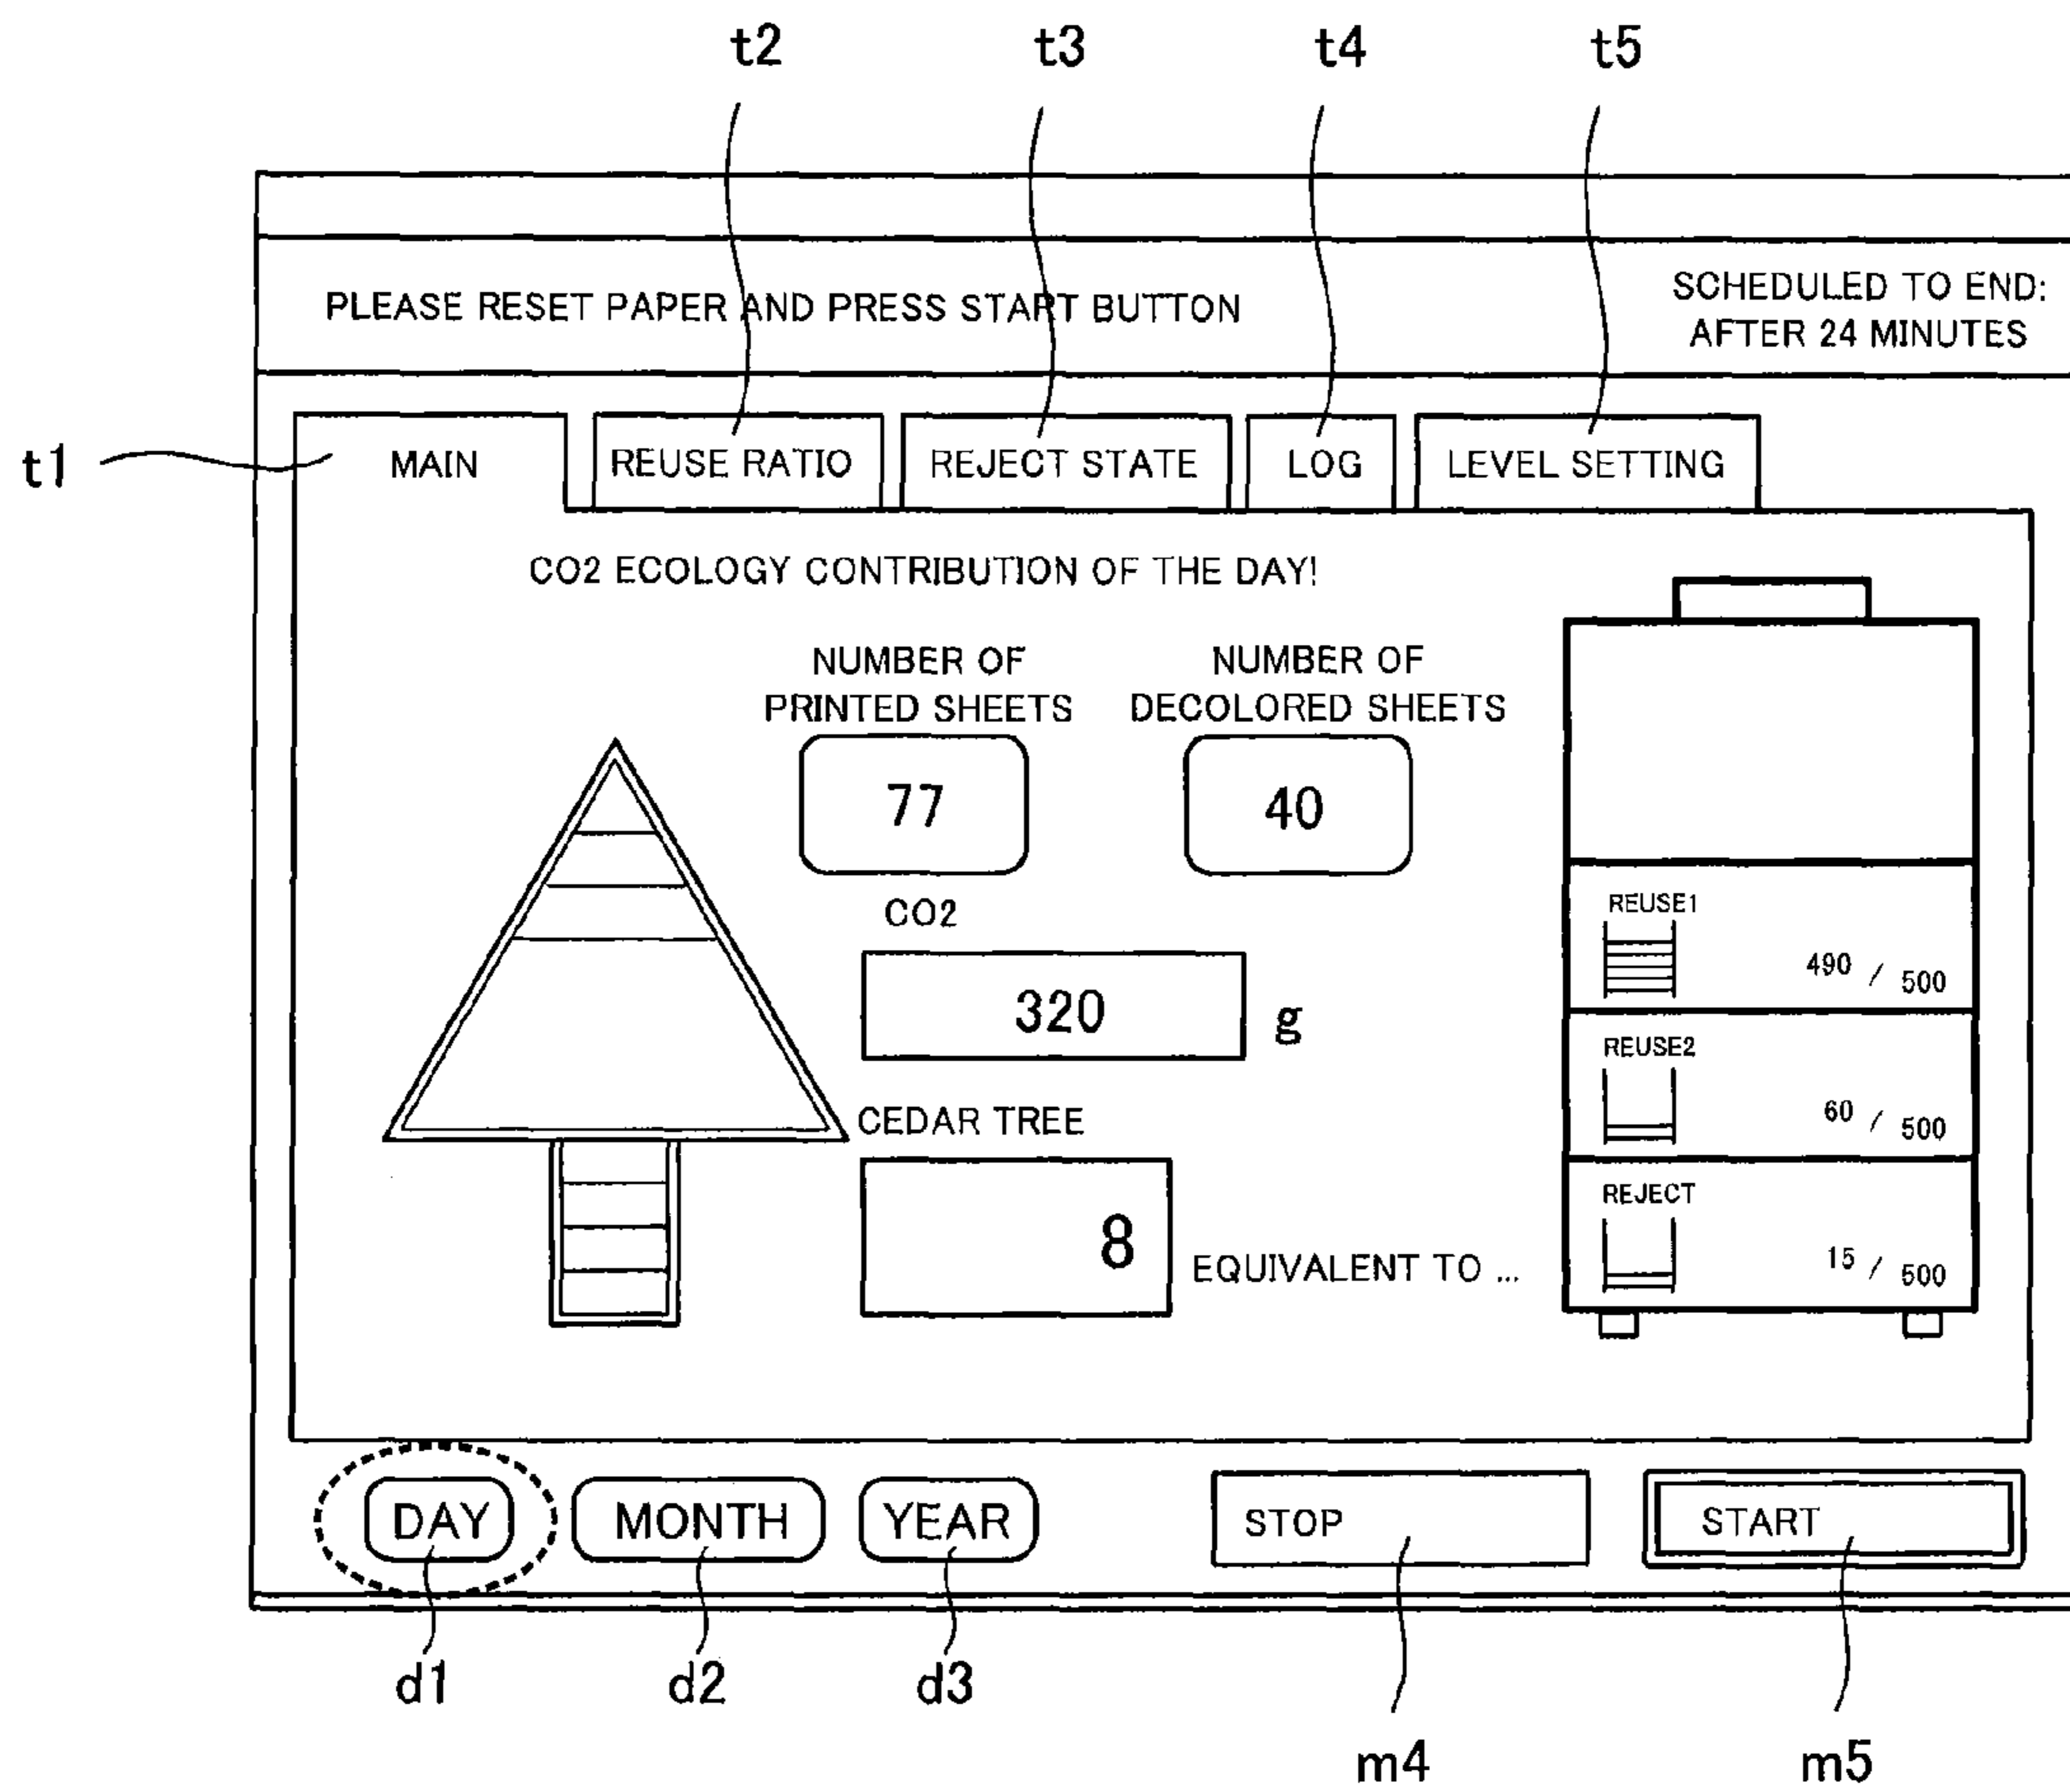 t2 t3 t4 t5
PLEASE RESET PAPER AND PRESS START BUTTON
SCHEDULED TO END:
AFTER 24 MINUTES
t1
MAIN
REUSE RATIO
REJECT STATE
LOG
LEVEL SETTING
CO2 ECOLOGY CONTRIBUTION OF THE DAY!
NUMBER OF
PRINTED SHEETS
77
NUMBER OF
DECOLORED SHEETS
40
CO2
320 g
CEDAR TREE
8 EQUIVALENT TO ...
REUSE1
490 / 500
REUSE2
60 / 500
REJECT
15 / 500
DAY
MONTH
YEAR
STOP
START
d1 d2 d3
m4 m5